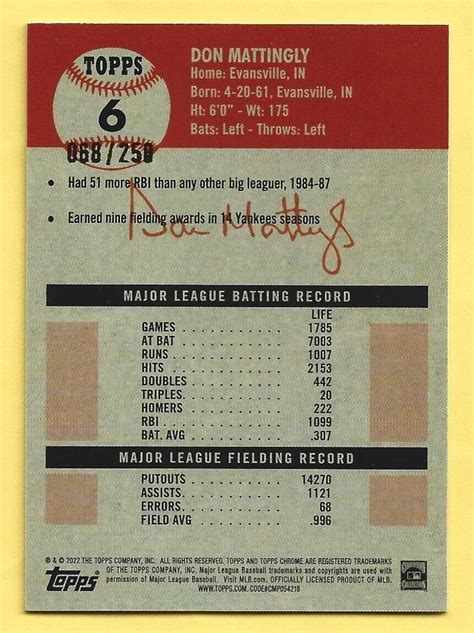 TOPPS
6
068/250
DON MATTINGLY
Home: Evansville, IN
Born: 4-20-61, Evansville, IN
Ht: 6'0" - Wt: 175
Bats: Left - Throws: Left
• Had 51 more RBI than any other big leaguer, 1984-87
• Earned nine fielding awards in 14 Yankees seasons
Don Mattingly
MAJOR LEAGUE BATTING RECORD
LIFE
GAMES . . . . . . . . . . 1785
AT BAT . . . . . . . . . . 7003
RUNS . . . . . . . . . . 1007
HITS . . . . . . . . . . 2153
DOUBLES . . . . . . . . . . 442
TRIPLES. . . . . . . . . . 20
HOMERS . . . . . . . . . . 222
RBI . . . . . . . . . . 1099
BAT. AVG . . . . . . . . . . .307
MAJOR LEAGUE FIELDING RECORD
PUTOUTS . . . . . . . . . . 14270
ASSISTS. . . . . . . . . . 1121
ERRORS . . . . . . . . . . 68
FIELD AVG . . . . . . . . . . .996
® & © 2022 THE TOPPS COMPANY, INC. ALL RIGHTS RESERVED. TOPPS AND TOPPS CHROME ARE REGISTERED TRADEMARKS
OF THE TOPPS COMPANY, INC. Major League Baseball trademarks and copyrights are used with
permission of Major League Baseball. Visit MLB.com. OFFICIALLY LICENSED PRODUCT OF MLB.
WWW.TOPPS.COM. CODE#CMP054218
Topps